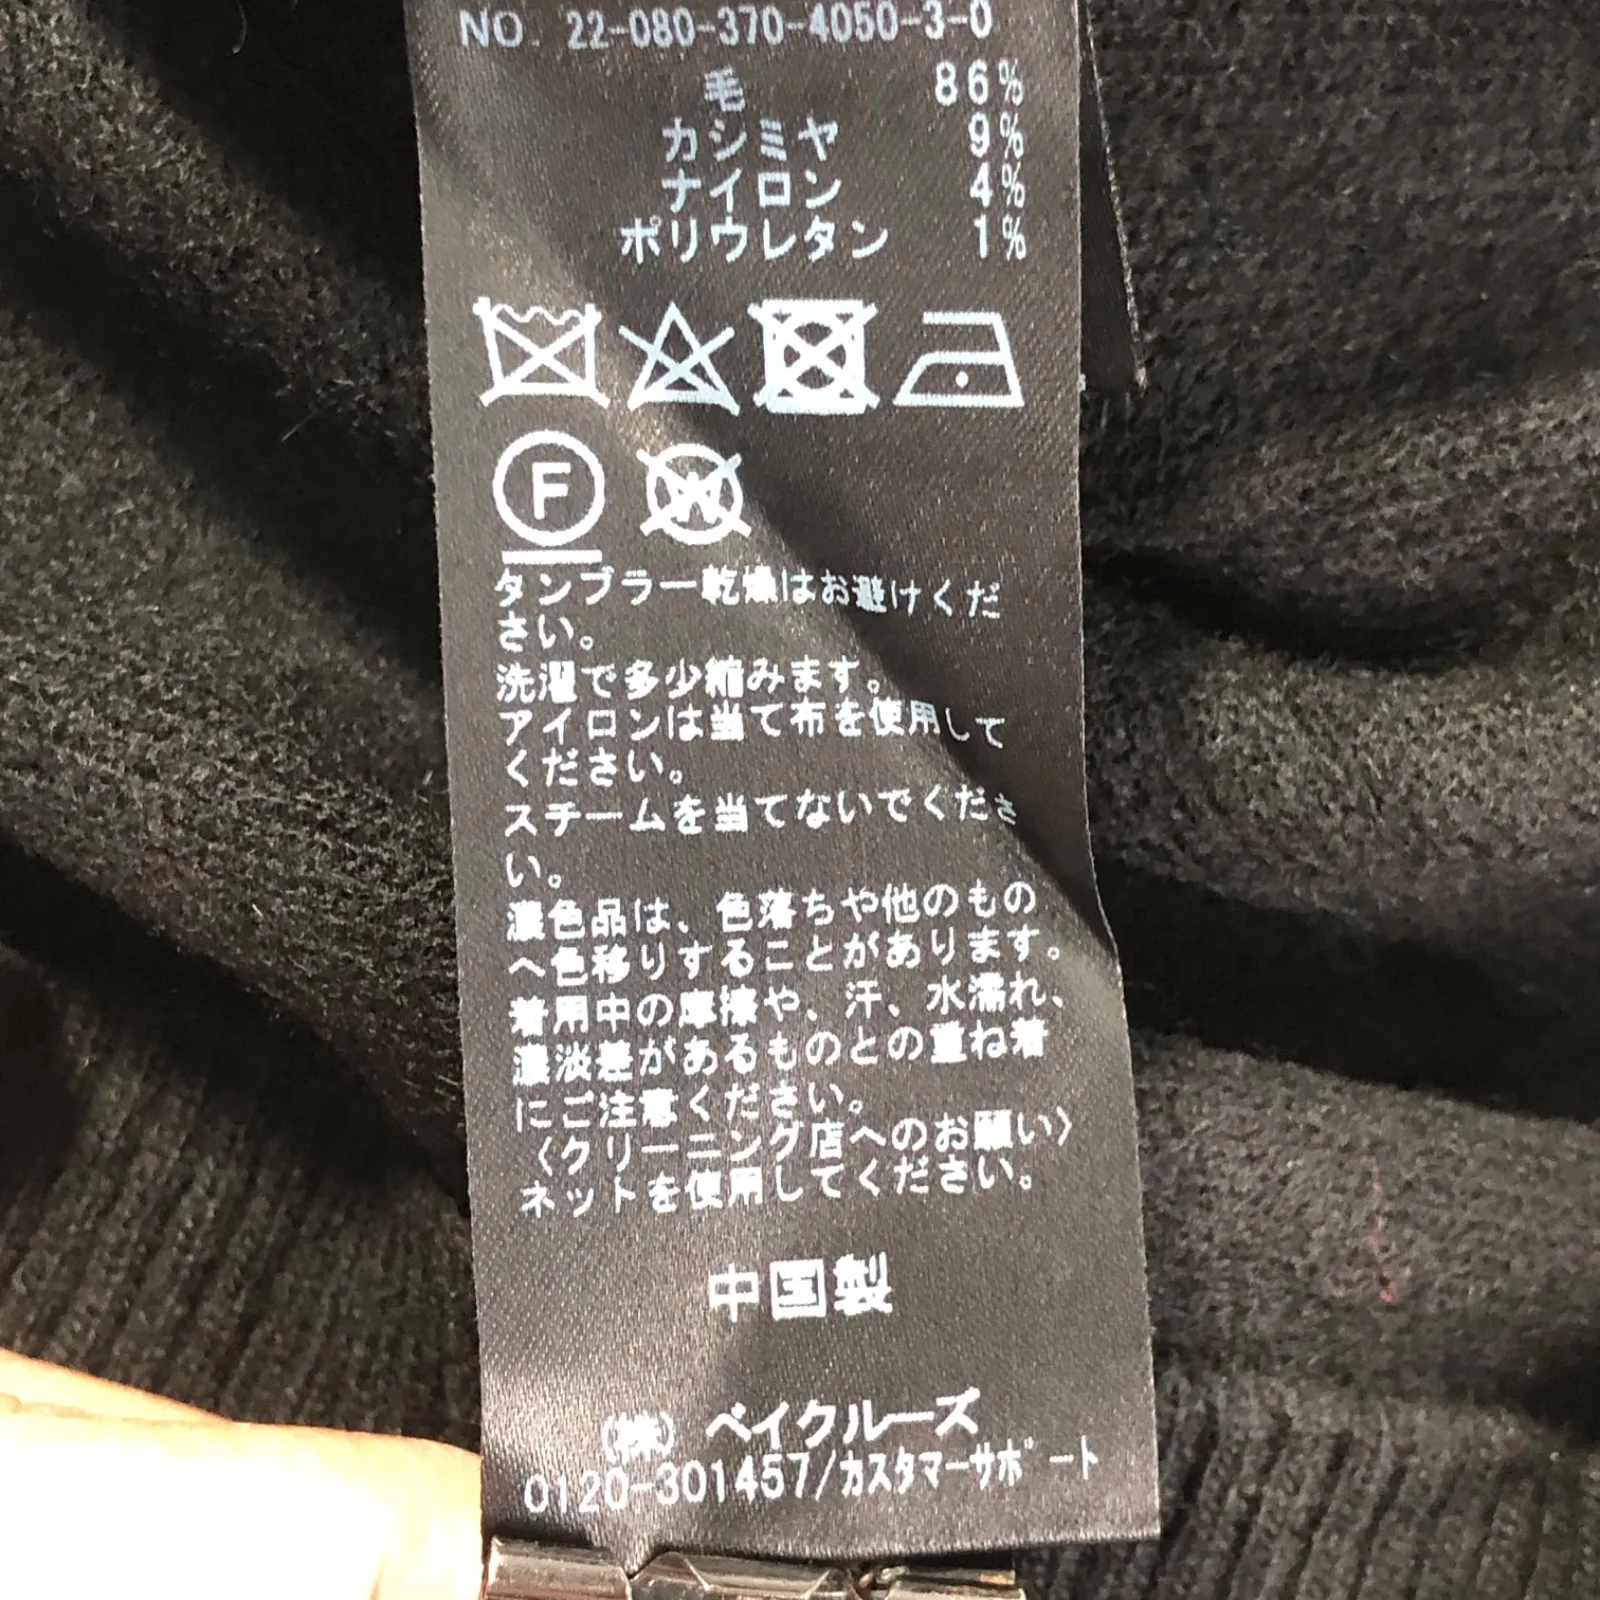 NO. 22-080-370-4050-3-0
毛 86%
カシミヤ 9%
ナイロン 4%
ポリウレタン 1%
F W
タンブラー乾燥はお避けくだ
さい。
洗濯で多少縮みます。
アイロンは当て布を使用して
ください。
スチームを当てないでくださ
い。
濃色品は、色落ちや他のもの
へ色移りすることがあります。
着用中の摩擦や、汗、水濡れ、
濃淡差があるものとの重ね着
にご注意ください。
〈クリーニング店へのお願い〉
ネットを使用してください。
中国製
(株) ベイクルーズ
0120-301457/カスタマーサポート